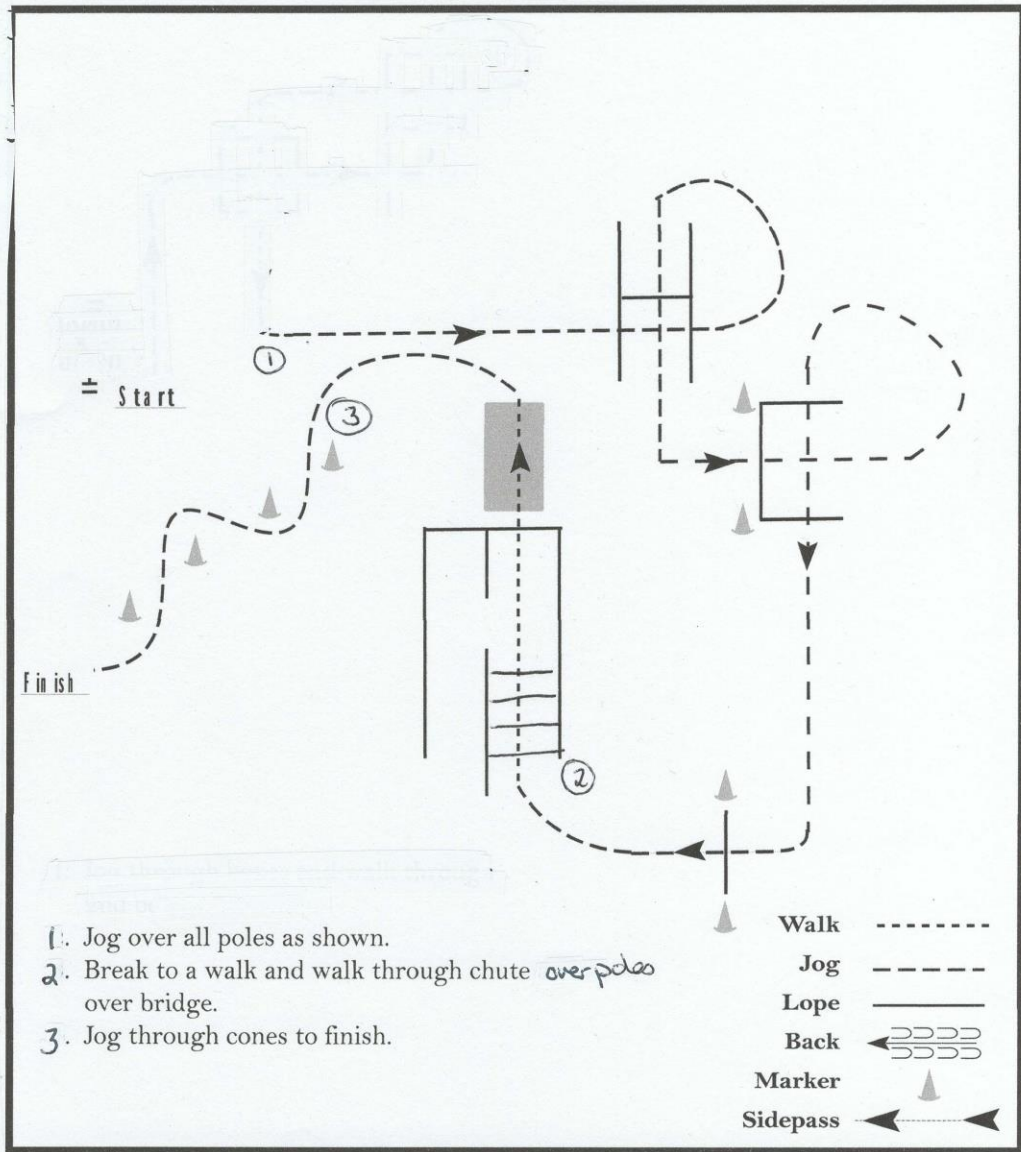 1
= Start
3
Finish
2
1. Jog over all poles as shown.
2. Break to a walk and walk through chute over poles
over bridge.
3. Jog through cones to finish.
Walk
Jog
Lope
Back
Marker
Sidepass